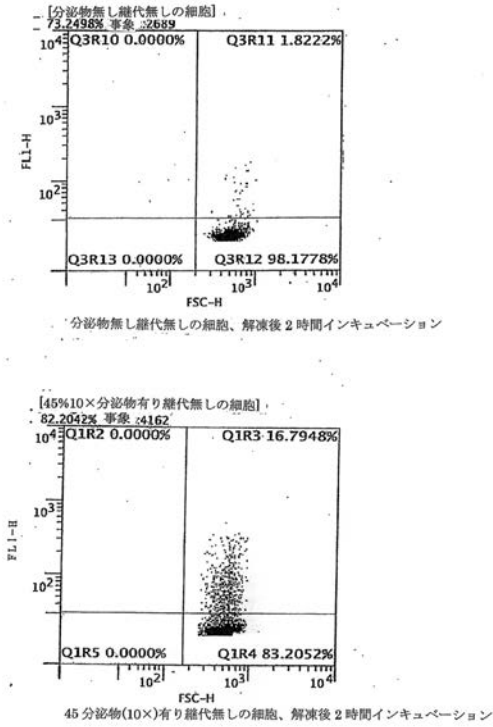 [分泌物無し継代無しの細胞]
73.2498% 事象 :2689
10⁴ Q3R10 0.0000% Q3R11 1.8222%
10³
FL1-H
10²
Q3R13 0.0000% Q3R12 98.1778%
10² 10³ 10⁴
FSC-H
分泌物無し継代無しの細胞、解凍後2時間インキュベーション
[45%10×分泌物有り継代無しの細胞]
82.2042% 事象 :4162
10⁴ Q1R2 0.0000% Q1R3 16.7948%
10³
FL1-H
10²
Q1R5 0.0000% Q1R4 83.2052%
10² 10³ 10⁴
FSC-H
45分泌物(10×)有り継代無しの細胞、解凍後2時間インキュベーション